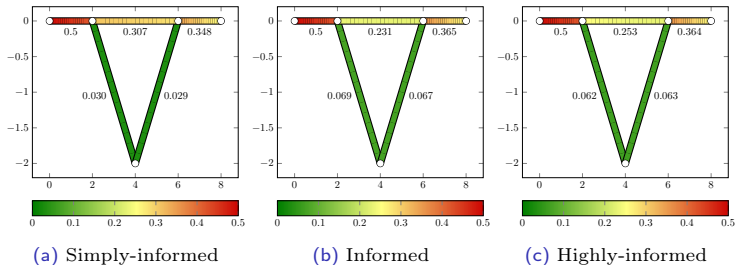 0
−0.5
−1
−1.5
−2
0.5 0.307 0.348
0.030 0.029
0 2 4 6 8
0 0.1 0.2 0.3 0.4 0.5
(a) Simply-informed
0
−0.5
−1
−1.5
−2
0.5 0.231 0.365
0.069 0.067
0 2 4 6 8
0 0.1 0.2 0.3 0.4 0.5
(b) Informed
0
−0.5
−1
−1.5
−2
0.5 0.253 0.364
0.062 0.063
0 2 4 6 8
0 0.1 0.2 0.3 0.4 0.5
(c) Highly-informed